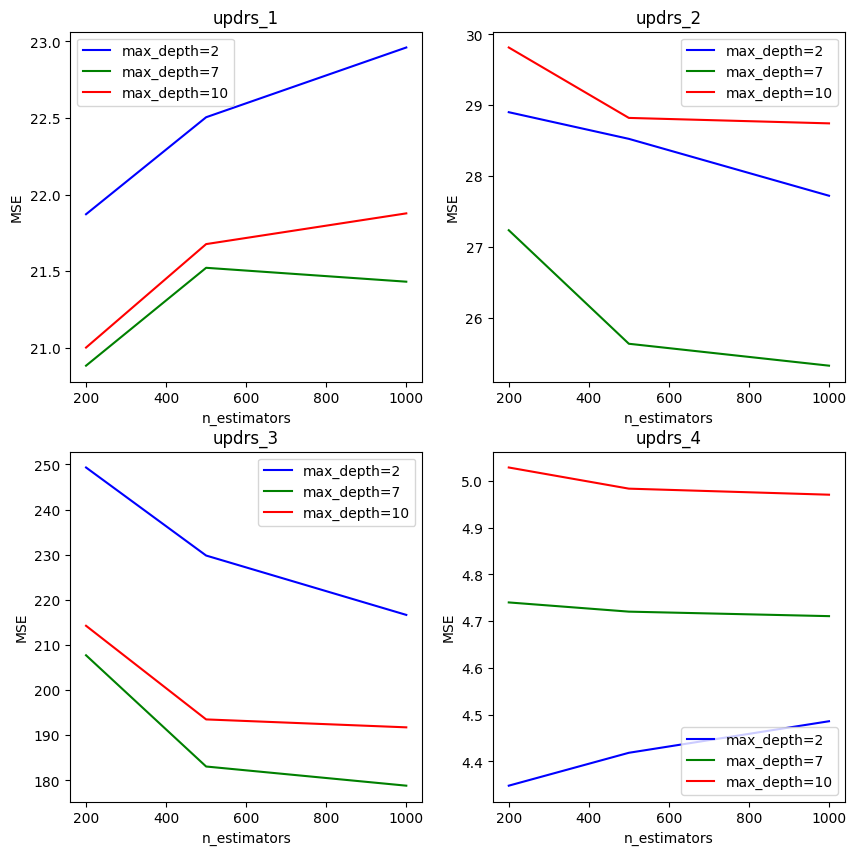 updrs_1
23.0
22.5
22.0
21.5
21.0
MSE
max_depth=2
max_depth=7
max_depth=10
200
400
600
800
1000
n_estimators
updrs_2
30
29
28
27
26
MSE
max_depth=2
max_depth=7
max_depth=10
200
400
600
800
1000
n_estimators
updrs_3
250
240
230
220
210
200
190
180
MSE
max_depth=2
max_depth=7
max_depth=10
200
400
600
800
1000
n_estimators
updrs_4
5.0
4.9
4.8
4.7
4.6
4.5
4.4
MSE
max_depth=2
max_depth=7
max_depth=10
200
400
600
800
1000
n_estimators